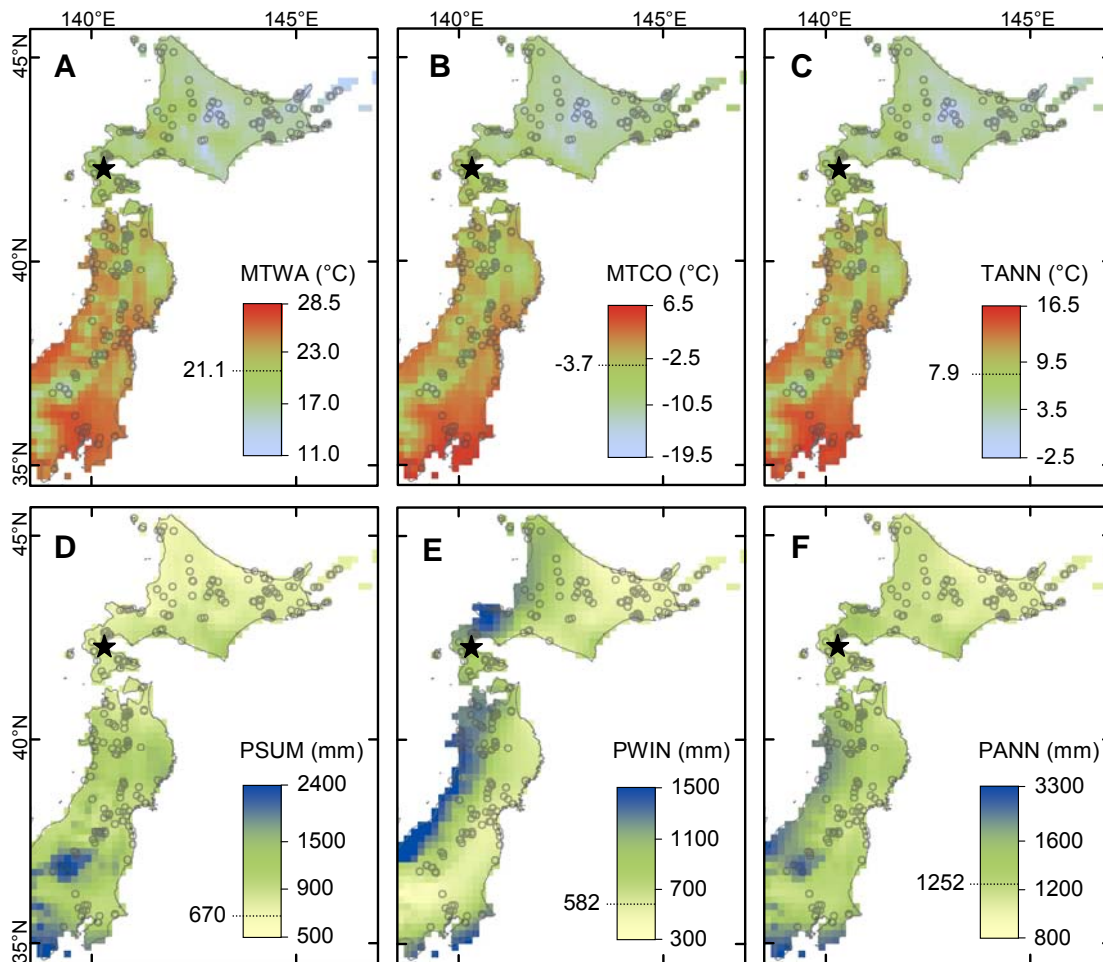 140°E 145°E 140°E 145°E 140°E 145°E
45°N A B C
40°N
MTWA (°C) MTCO (°C) TANN (°C)
28.5 6.5 16.5
23.0 -2.5 9.5
21.1 -3.7 7.9
17.0 -10.5 3.5
11.0 -19.5 -2.5
35°N
45°N D E F
40°N
PSUM (mm) PWIN (mm) PANN (mm)
2400 1500 3300
1500 1100 1600
900 700 1200
670 582 1252
500 300 800
35°N